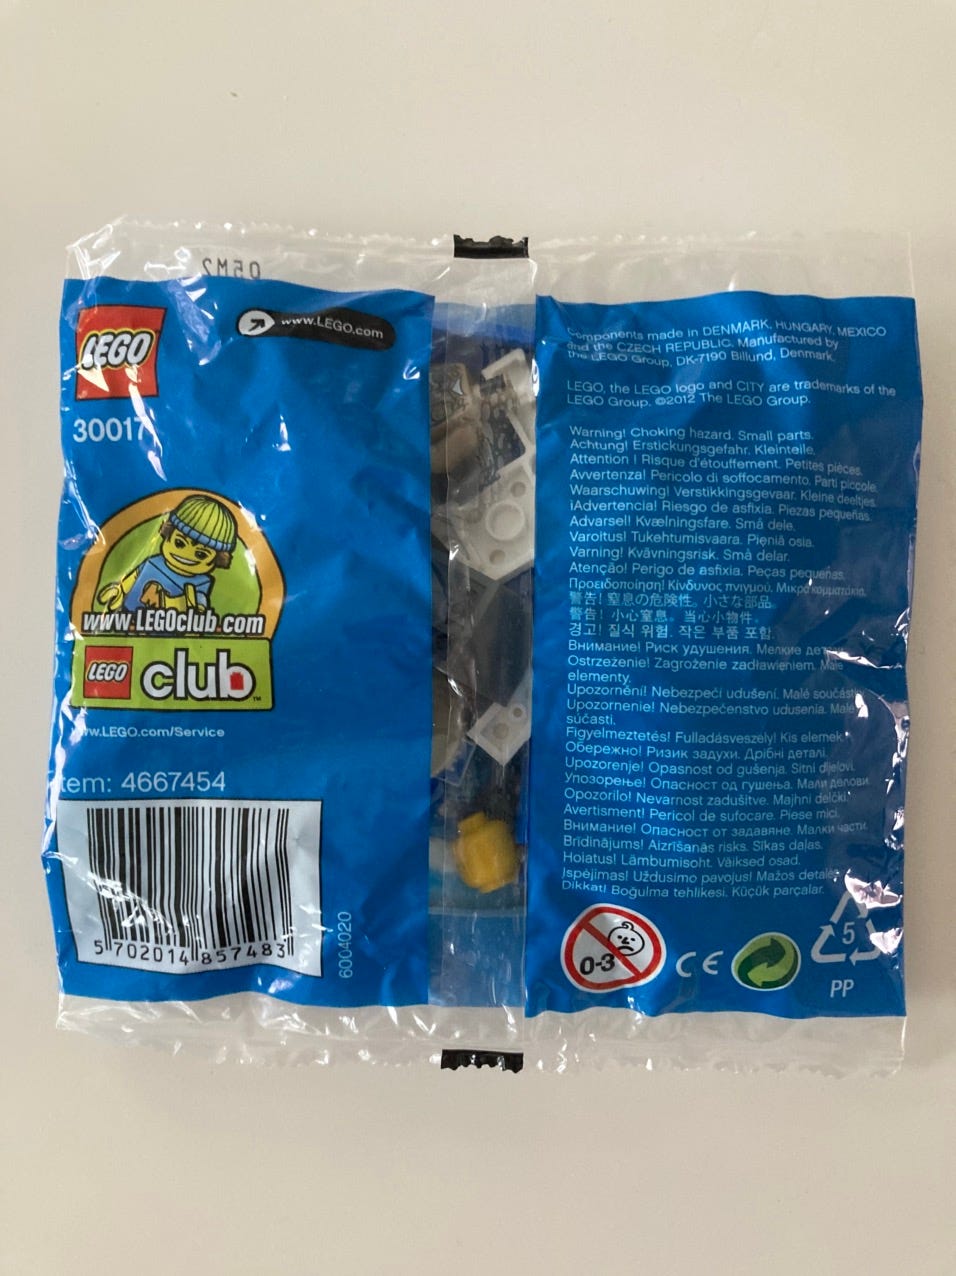 LEGO
30017
www.LEGO.com
www.LEGOclub.com
LEGO club™
www.LEGO.com/Service
Item: 4667454
5 702014 857483
6004020
Components made in DENMARK, HUNGARY, MEXICO
and the CZECH REPUBLIC. Manufactured by
the LEGO Group, DK-7190 Billund, Denmark.
LEGO, the LEGO logo and CITY are trademarks of the
LEGO Group. ©2012 The LEGO Group.
Warning! Choking hazard. Small parts.
Achtung! Erstickungsgefahr. Kleinteile.
Attention ! Risque d'étouffement. Petites pièces.
Avvertenza! Pericolo di soffocamento. Parti piccole.
Waarschuwing! Verstikkingsgevaar. Kleine deeltjes.
¡Advertencia! Riesgo de asfixia. Piezas pequeñas.
Advarsel! Kvælningsfare. Små dele.
Varoitus! Tukehtumisvaara. Pieniä osia.
Varning! Kvävningsrisk. Små delar.
Atenção! Perigo de asfixia. Peças pequenas.
Προειδοποίηση! Κίνδυνος πνιγμού. Μικρά κομματάκια.
警告! 窒息の危険性。小さな部品。
警告! 小心窒息。当心小物件。
경고! 질식 위험. 작은 부품 포함.
Внимание! Риск удушения. Мелкие детали.
Ostrzeżenie! Zagrożenie zadławieniem. Małe
elementy.
Upozornění! Nebezpečí udušení. Malé součásti.
Upozornenie! Nebezpečenstvo udusenia. Malé
súčasti.
Figyelmeztetés! Fulladásveszély! Kis elemek.
Обережно! Ризик задухи. Дрібні деталі.
Upozorenje! Opasnost od gušenja. Sitni dijelovi.
Упозорење! Опасност од гушења. Мали делови.
Opozorilo! Nevarnost zadušitve. Majhni delčki.
Avertisment! Pericol de sufocare. Piese mici.
Внимание! Опасност от задавяне. Малки части.
Brīdinājums! Aizrīšanās risks. Sīkas daļas.
Hoiatus! Lämbumisoht. Väiksed osad.
Įspėjimas! Uždusimo pavojus! Mažos detalės.
Dikkat! Boğulma tehlikesi. Küçük parçalar.
0-3
CE
5
PP
05M2